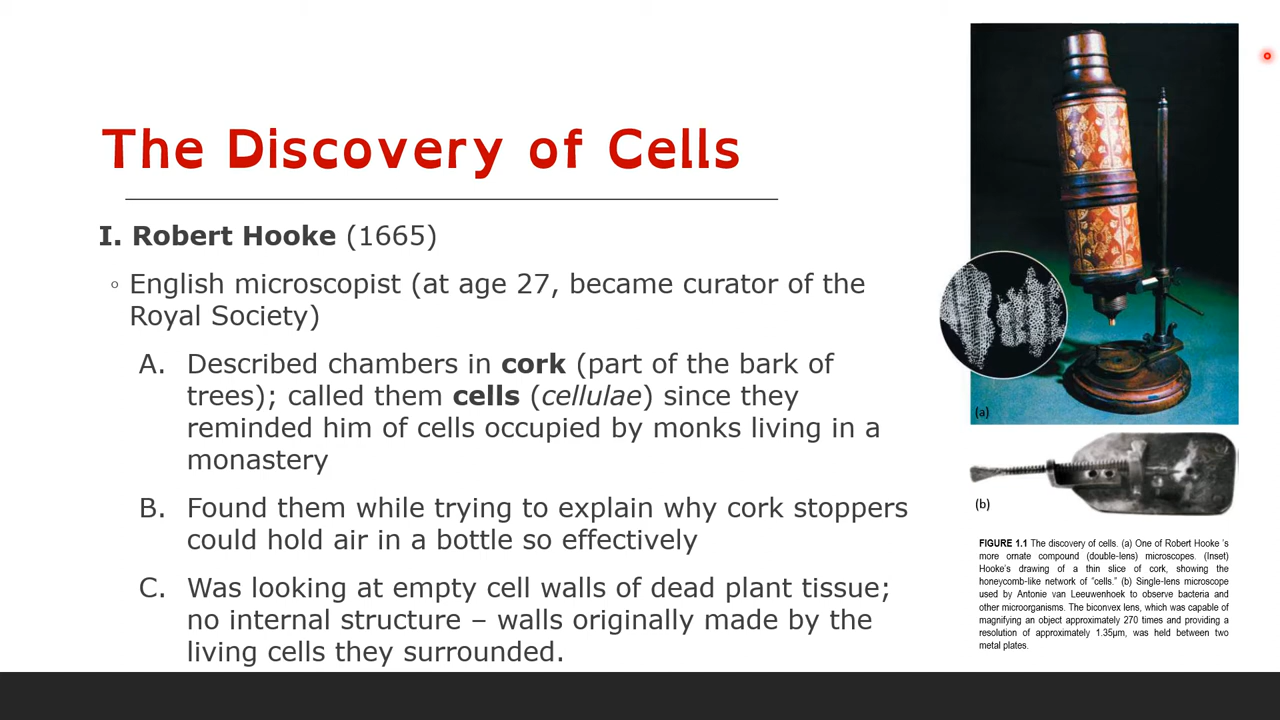 The Discovery of Cells
I. Robert Hooke (1665)
◦ English microscopist (at age 27, became curator of the
Royal Society)
A. Described chambers in cork (part of the bark of
trees); called them cells (cellulae) since they
reminded him of cells occupied by monks living in a
monastery
B. Found them while trying to explain why cork stoppers
could hold air in a bottle so effectively
C. Was looking at empty cell walls of dead plant tissue;
no internal structure – walls originally made by the
living cells they surrounded.
(a)
(b)
FIGURE 1.1 The discovery of cells. (a) One of Robert Hooke 's
more ornate compound (double-lens) microscopes. (Inset)
Hooke's drawing of a thin slice of cork, showing the
honeycomb-like network of "cells." (b) Single-lens microscope
used by Antonie van Leeuwenhoek to observe bacteria and
other microorganisms. The biconvex lens, which was capable of
magnifying an object approximately 270 times and providing a
resolution of approximately 1.35μm, was held between two
metal plates.